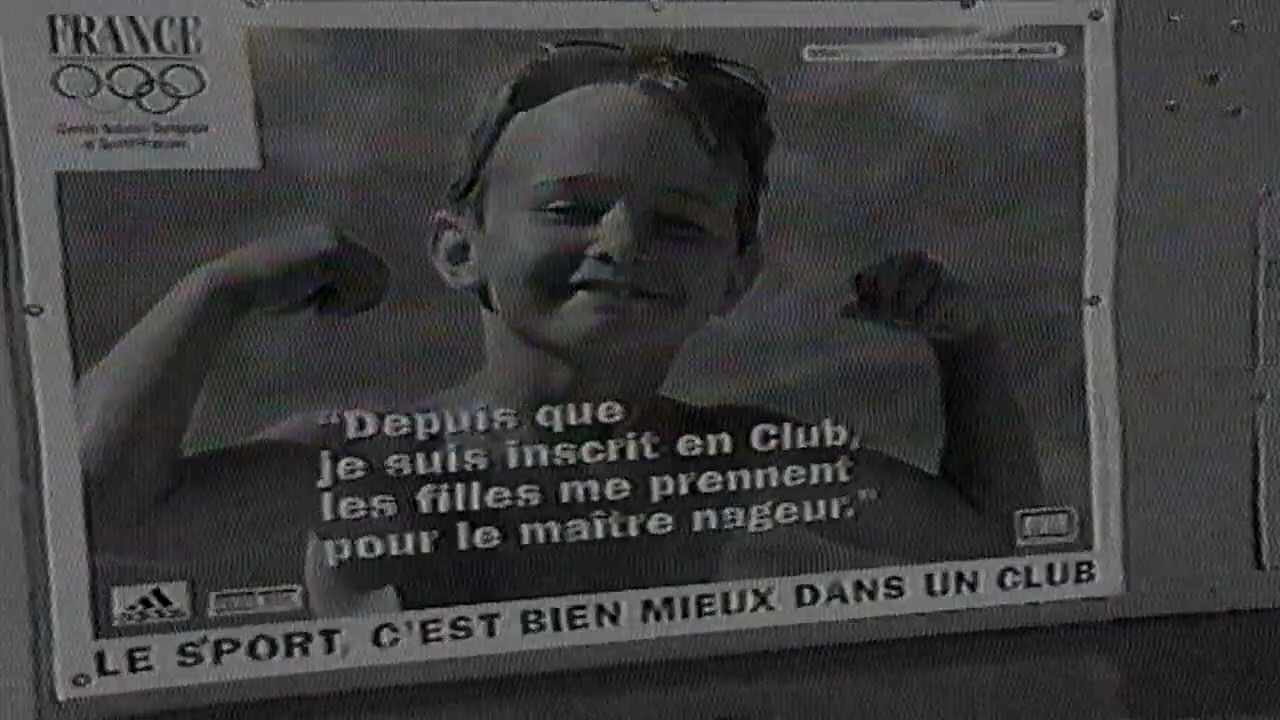 FRANCE
"Depuis que
je suis inscrit en Club,
les filles me prennent
pour le maître nageur."
LE SPORT, C'EST BIEN MIEUX DANS UN CLUB